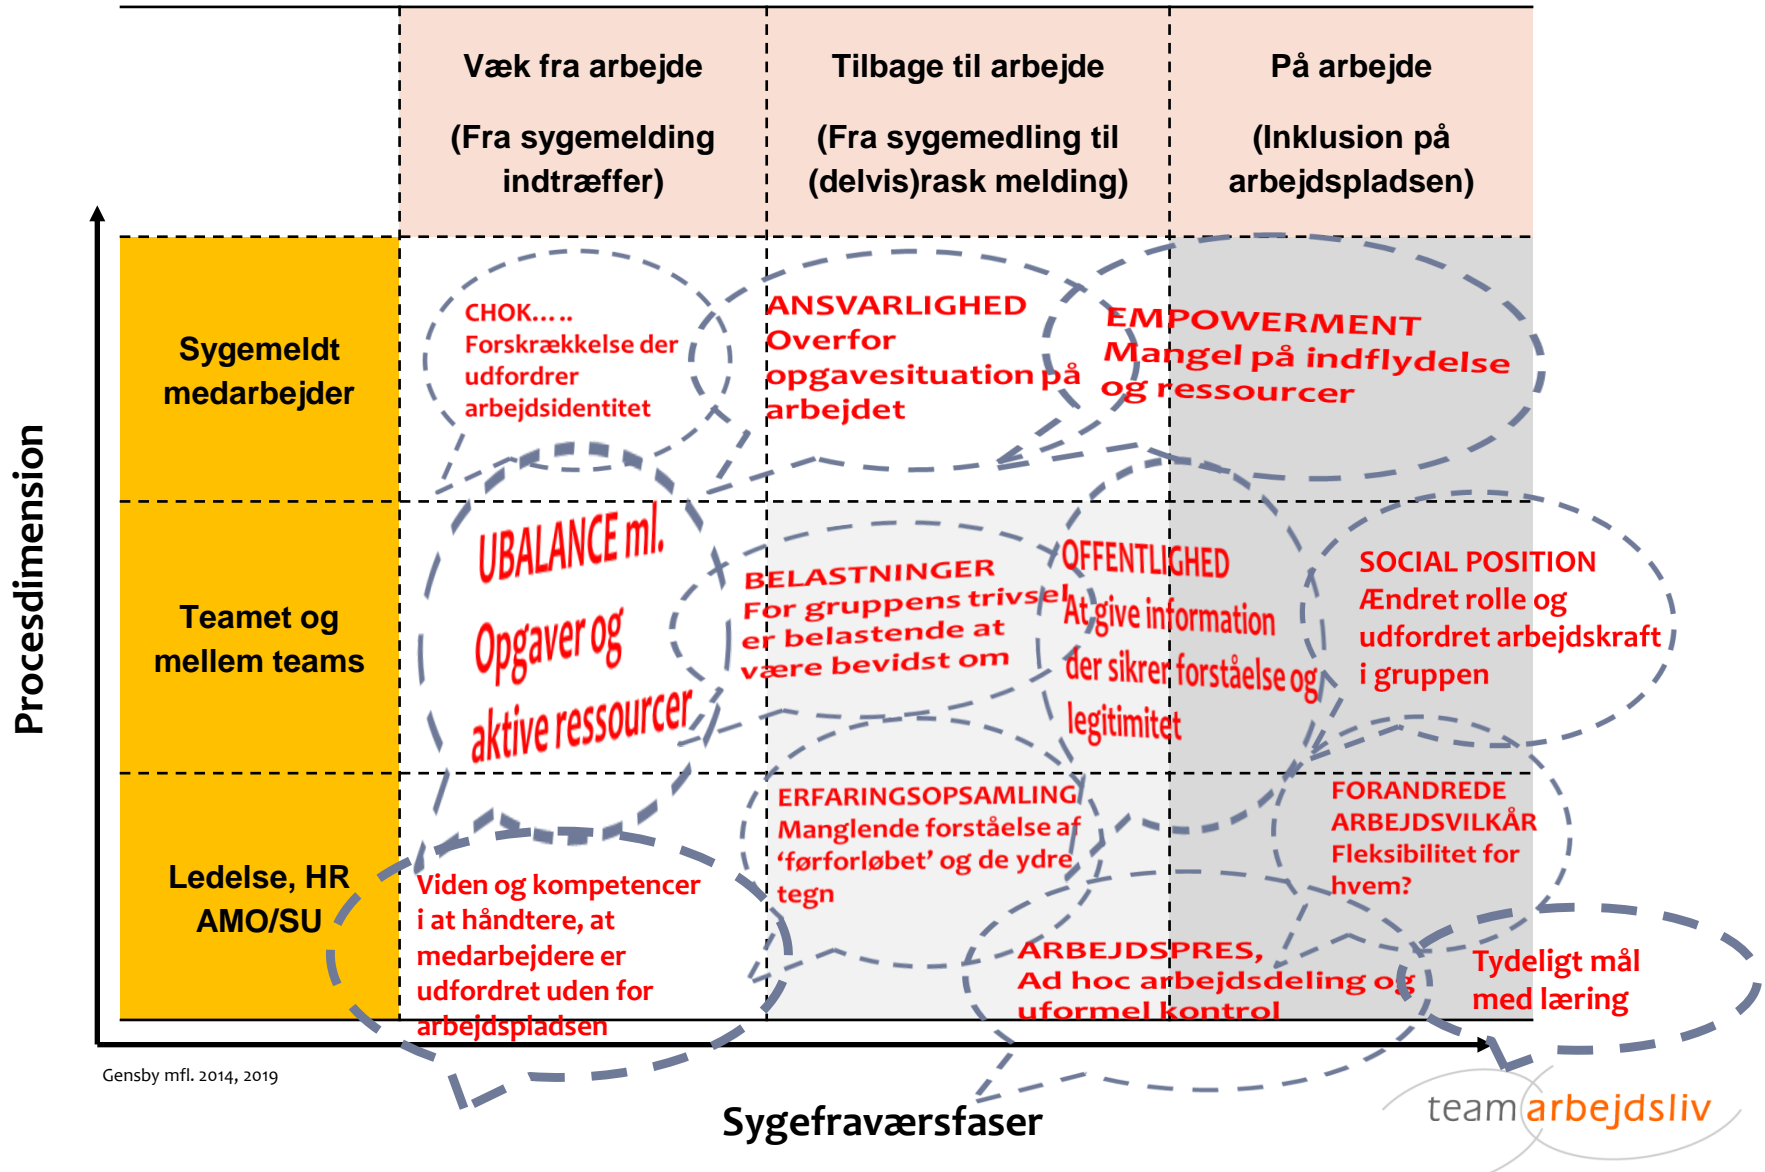 Væk fra arbejde
(Fra sygemelding
indtræffer)
Tilbage til arbejde
(Fra sygemedling til
(delvis)rask melding)
På arbejde
(Inklusion på
arbejdspladsen)
Procesdimension
Sygemeldt
medarbejder
CHOK…..
Forskrækkelse der
udfordrer
arbejdsidentitet
ANSVARLIGHED
Overfor
opgavesituation på
arbejdet
EMPOWERMENT
Mangel på indflydelse
og ressourcer
Teamet og
mellem teams
UBALANCE ml.
Opgaver og
aktive ressourcer
BELASTNINGER
For gruppens trivsel
er belastende at
være bevidst om
OFFENTLIGHED
At give information
der sikrer forståelse og
legitimitet
SOCIAL POSITION
Ændret rolle og
udfordret arbejdskraft
i gruppen
Ledelse, HR
AMO/SU
Viden og kompetencer
i at håndtere, at
medarbejdere er
udfordret uden for
arbejdspladsen
ERFARINGSOPSAMLING
Manglende forståelse af
‘førforløbet’ og de ydre
tegn
ARBEJDSPRES,
Ad hoc arbejdsdeling og
uformel kontrol
FORANDREDE
ARBEJDSVILKÅR
Fleksibilitet for
hvem?
Tydeligt mål
med læring
Gensby mfl. 2014, 2019
Sygefraværsfaser
teamarbejdsliv